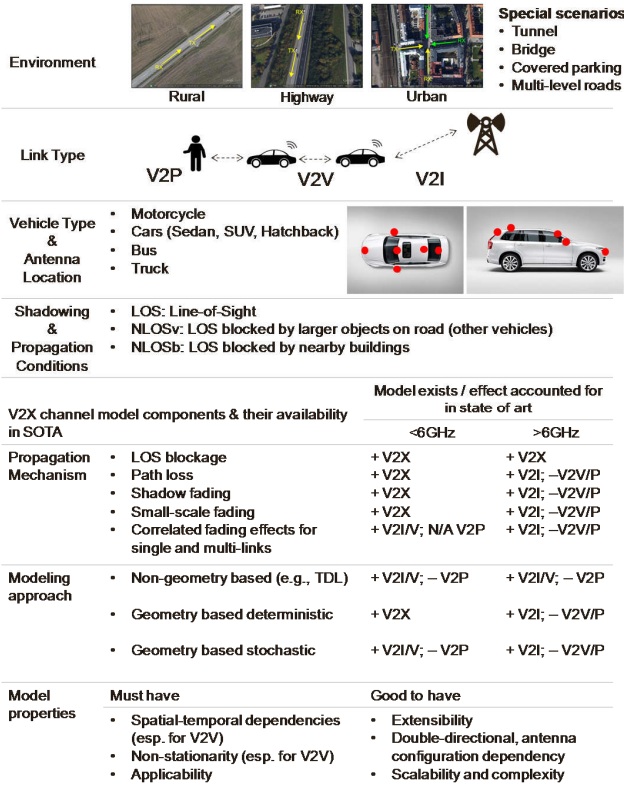 Special scenarios
• Tunnel
• Bridge
• Covered parking
• Multi-level roads
Environment
RX
TX
RX
TX
RX
TX
RX
Rural
Highway
Urban
Link Type
V2P
V2V
V2I
Vehicle Type
&
Antenna
Location
• Motorcycle
• Cars (Sedan, SUV, Hatchback)
• Bus
• Truck
Shadowing
&
Propagation
Conditions
• LOS: Line-of-Sight
• NLOSv: LOS blocked by larger objects on road (other vehicles)
• NLOSb: LOS blocked by nearby buildings
V2X channel model components & their availability
in SOTA
Model exists / effect accounted for
in state of art
<6GHz >6GHz
Propagation
Mechanism
• LOS blockage + V2X + V2X
• Path loss + V2X + V2I; –V2V/P
• Shadow fading + V2X + V2I; –V2V/P
• Small-scale fading + V2X + V2I; –V2V/P
• Correlated fading effects for + V2I/V; N/A V2P + V2I; –V2V/P
single and multi-links
Modeling
approach
• Non-geometry based (e.g., TDL) + V2I/V; – V2P + V2I/V; – V2P
• Geometry based deterministic + V2X + V2I; – V2V/P
• Geometry based stochastic + V2I/V; – V2P + V2I; – V2V/P
Model
properties
Must have
• Spatial-temporal dependencies
(esp. for V2V)
• Non-stationarity (esp. for V2V)
• Applicability
Good to have
• Extensibility
• Double-directional, antenna
configuration dependency
• Scalability and complexity